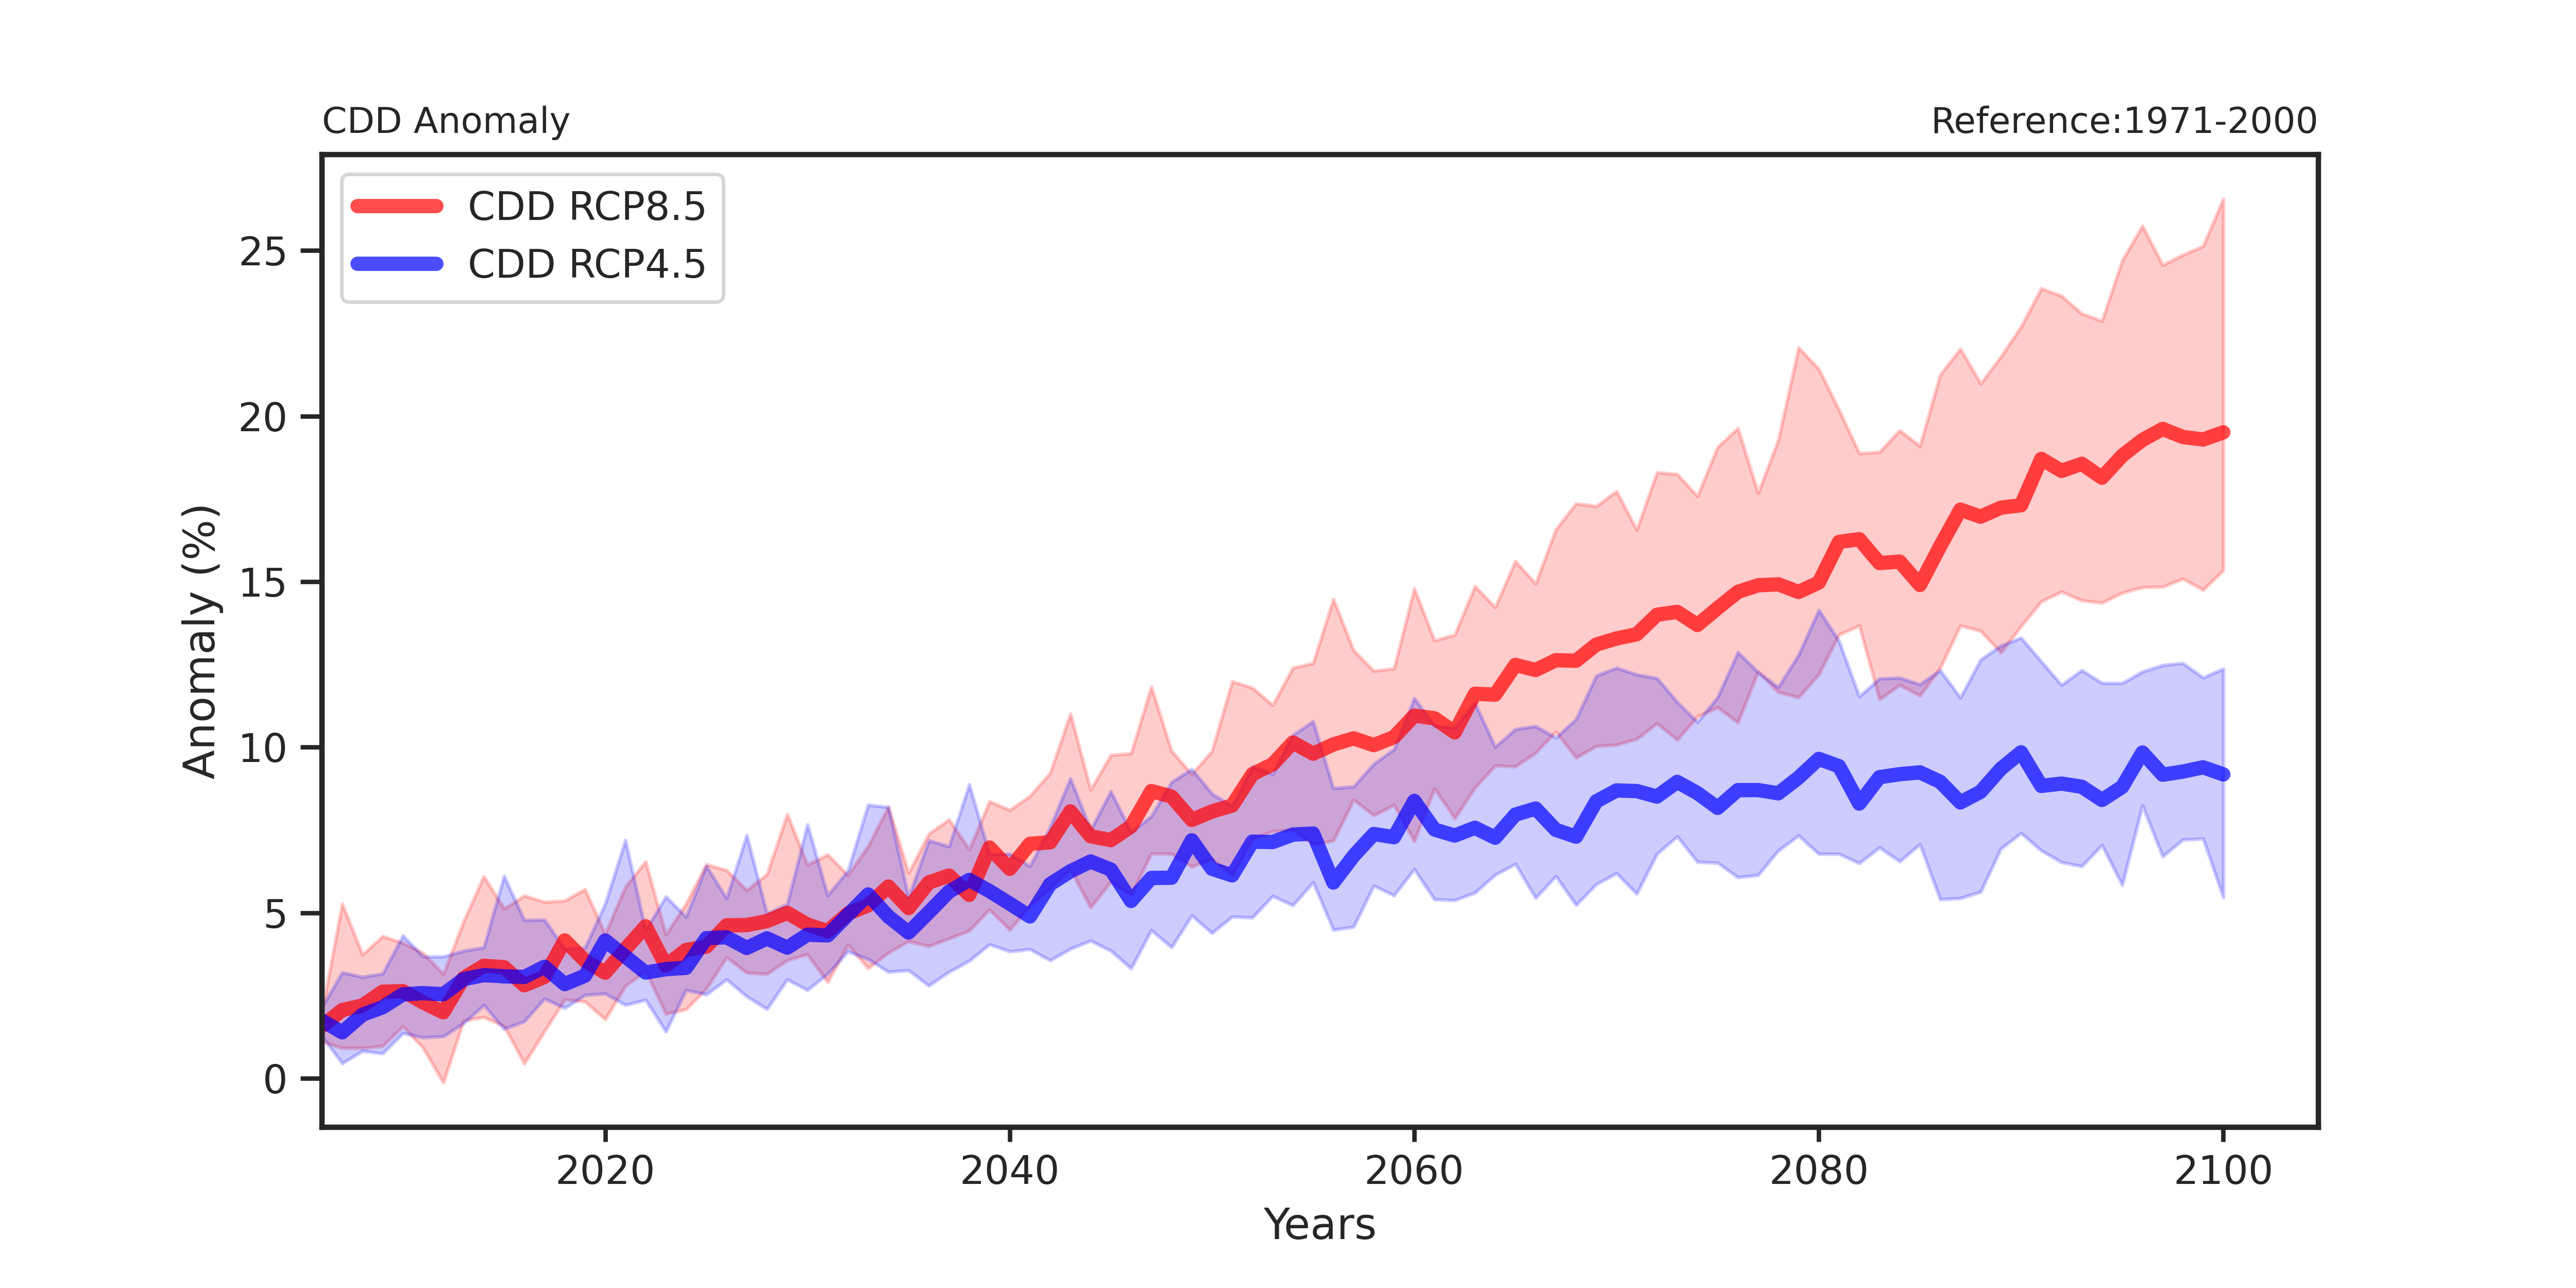 CDD Anomaly
Reference:1971-2000
CDD RCP8.5
CDD RCP4.5
Anomaly (%)
25
20
15
10
5
0
2020
2040
2060
2080
2100
Years